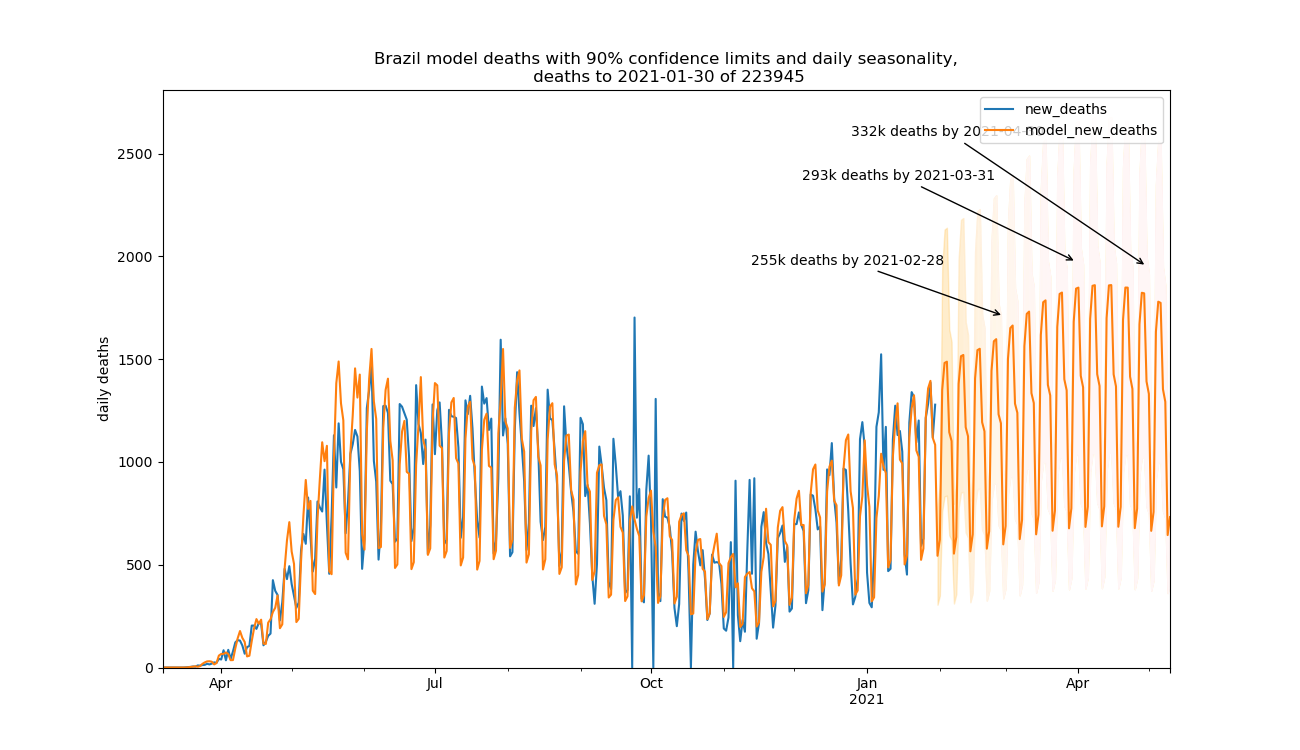 Brazil model deaths with 90% confidence limits and daily seasonality,
deaths to 2021-01-30 of 223945
new_deaths
model_new_deaths
332k deaths by
293k deaths by 2021-03-31
255k deaths by 2021-02-28
daily deaths
2500
2000
1500
1000
500
0
Apr
Jul
Oct
Jan
2021
Apr